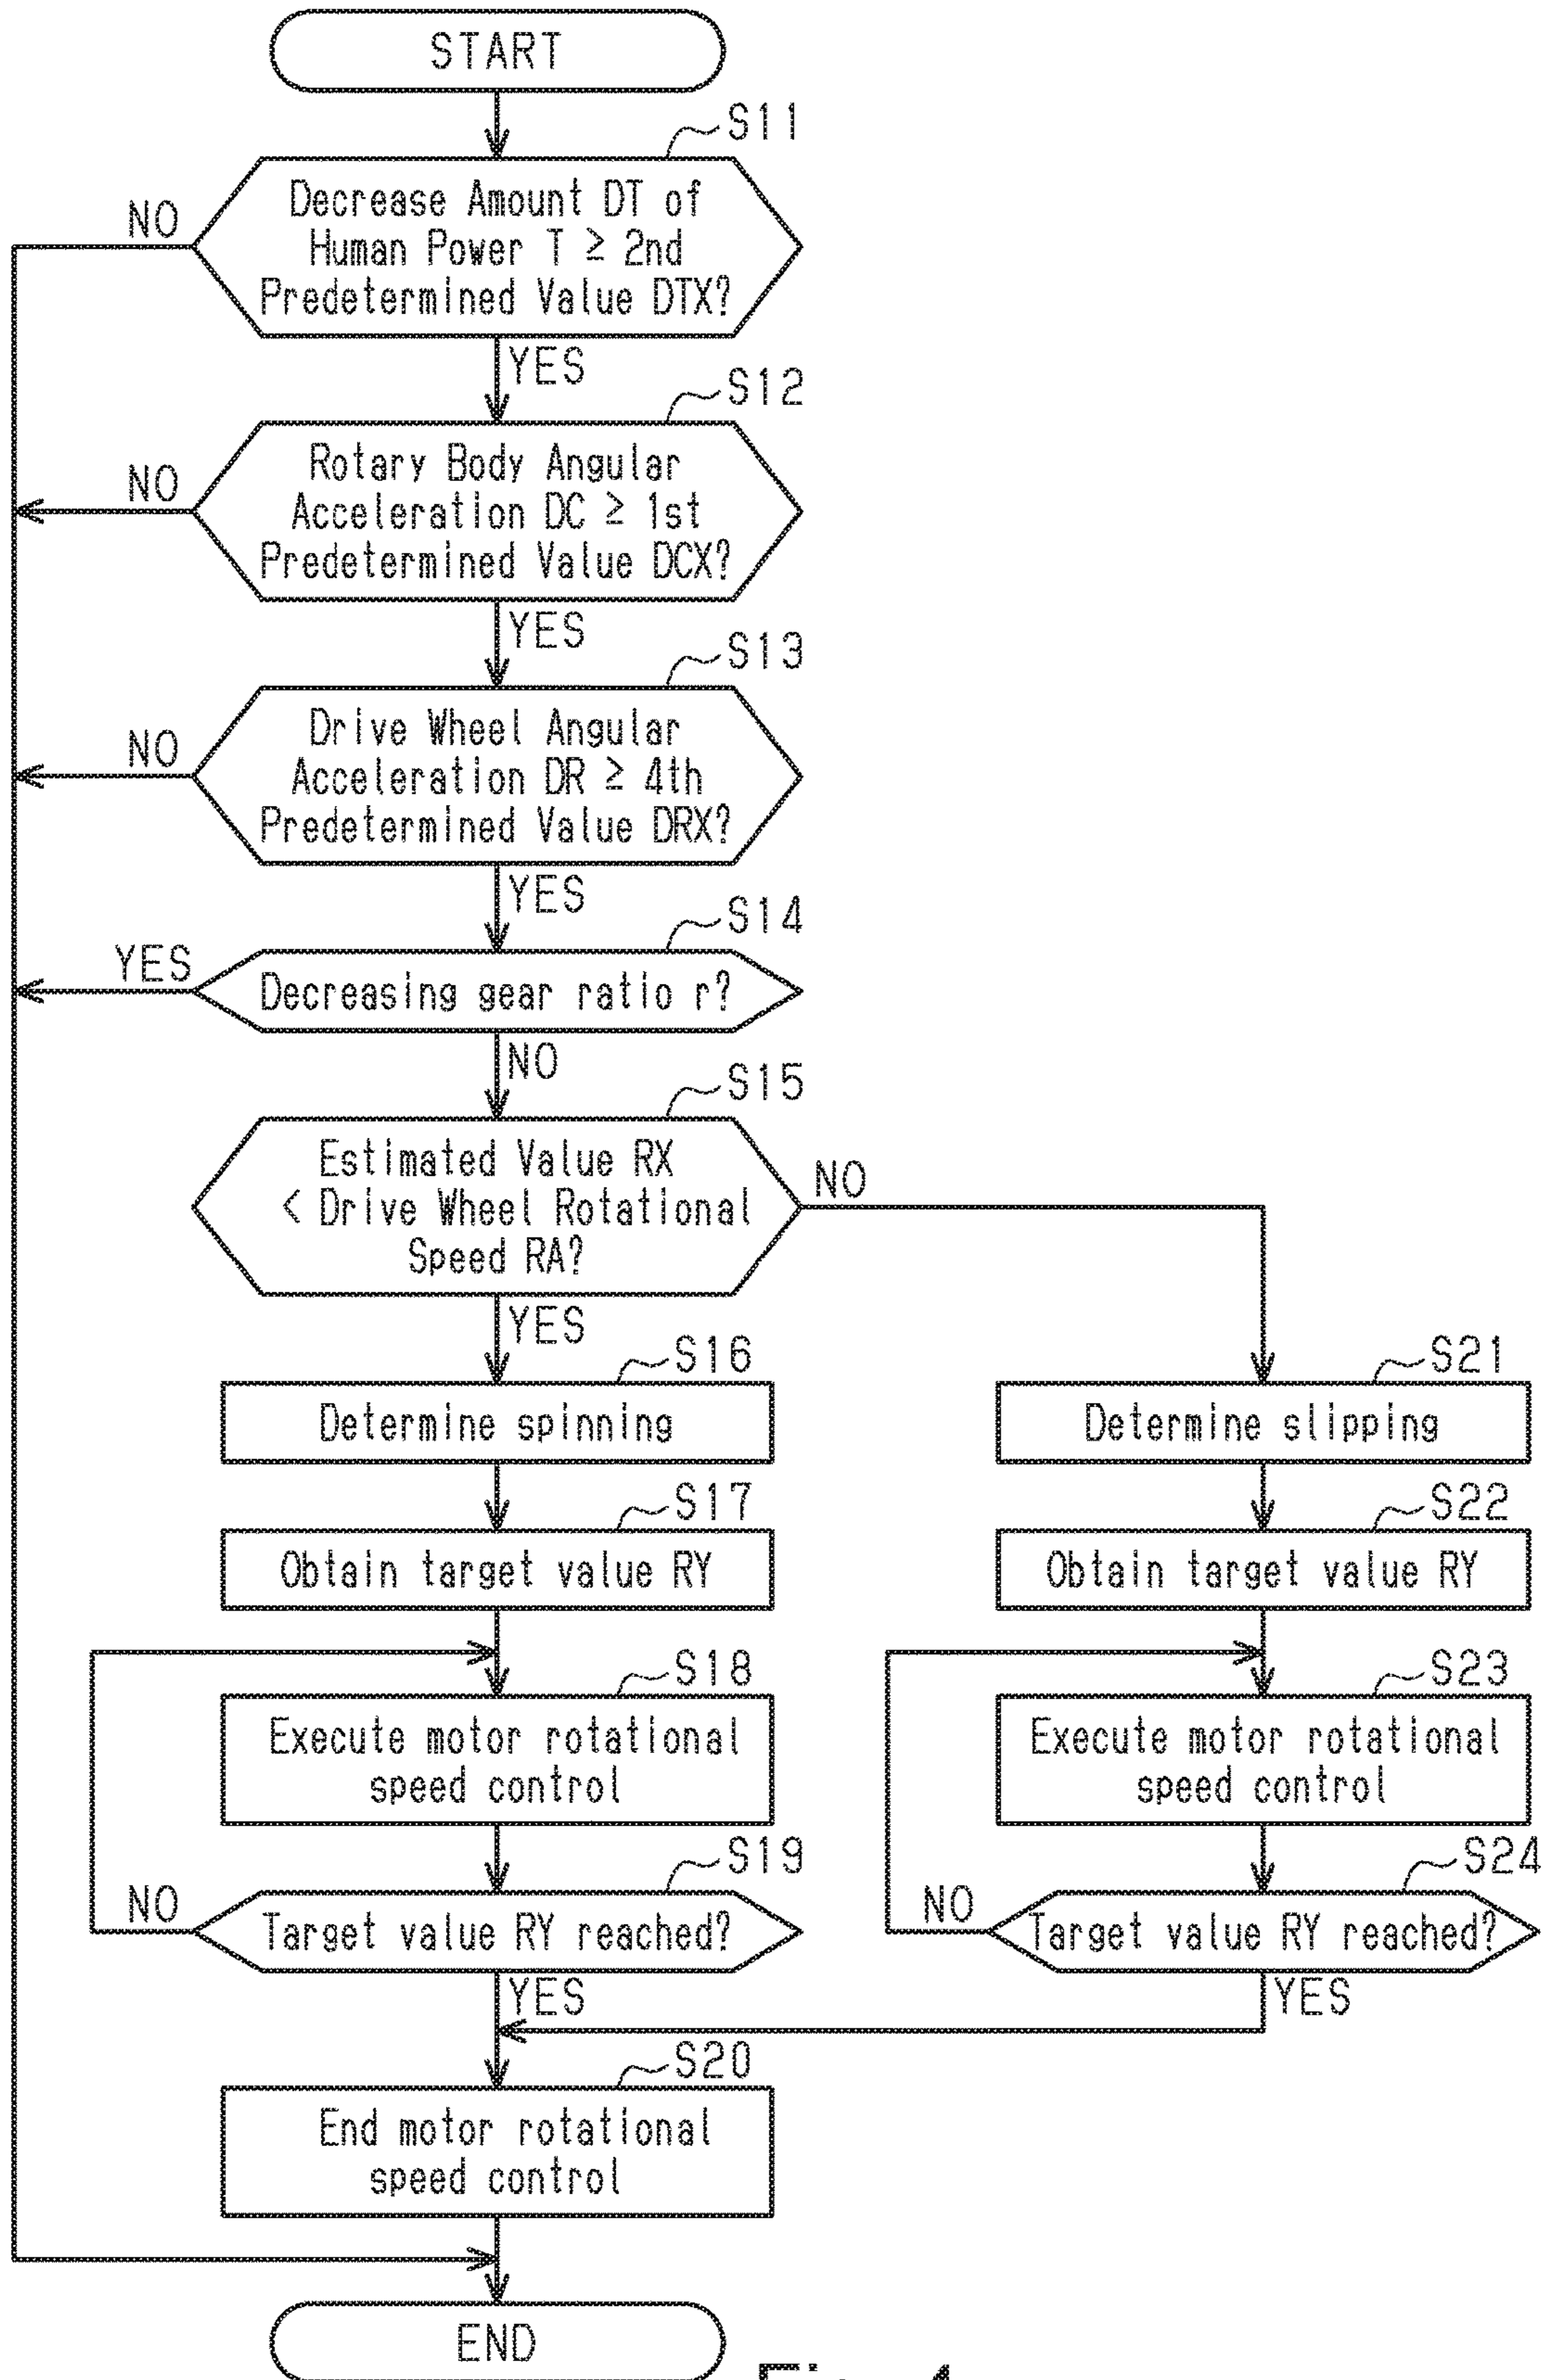 START
S11
Decrease Amount DT of
Human Power T ≥ 2nd
Predetermined Value DTX?
NO
YES
S12
Rotary Body Angular
Acceleration DC ≥ 1st
Predetermined Value DCX?
NO
YES
S13
Drive Wheel Angular
Acceleration DR ≥ 4th
Predetermined Value DRX?
NO
YES
S14
Decreasing gear ratio r?
YES
NO
S15
Estimated Value RX
< Drive Wheel Rotational
Speed RA?
NO
YES
S16
Determine spinning
S21
Determine slipping
S17
Obtain target value RY
S22
Obtain target value RY
S18
Execute motor rotational
speed control
S23
Execute motor rotational
speed control
S19
Target value RY reached?
NO
YES
S24
Target value RY reached?
NO
YES
S20
End motor rotational
speed control
END